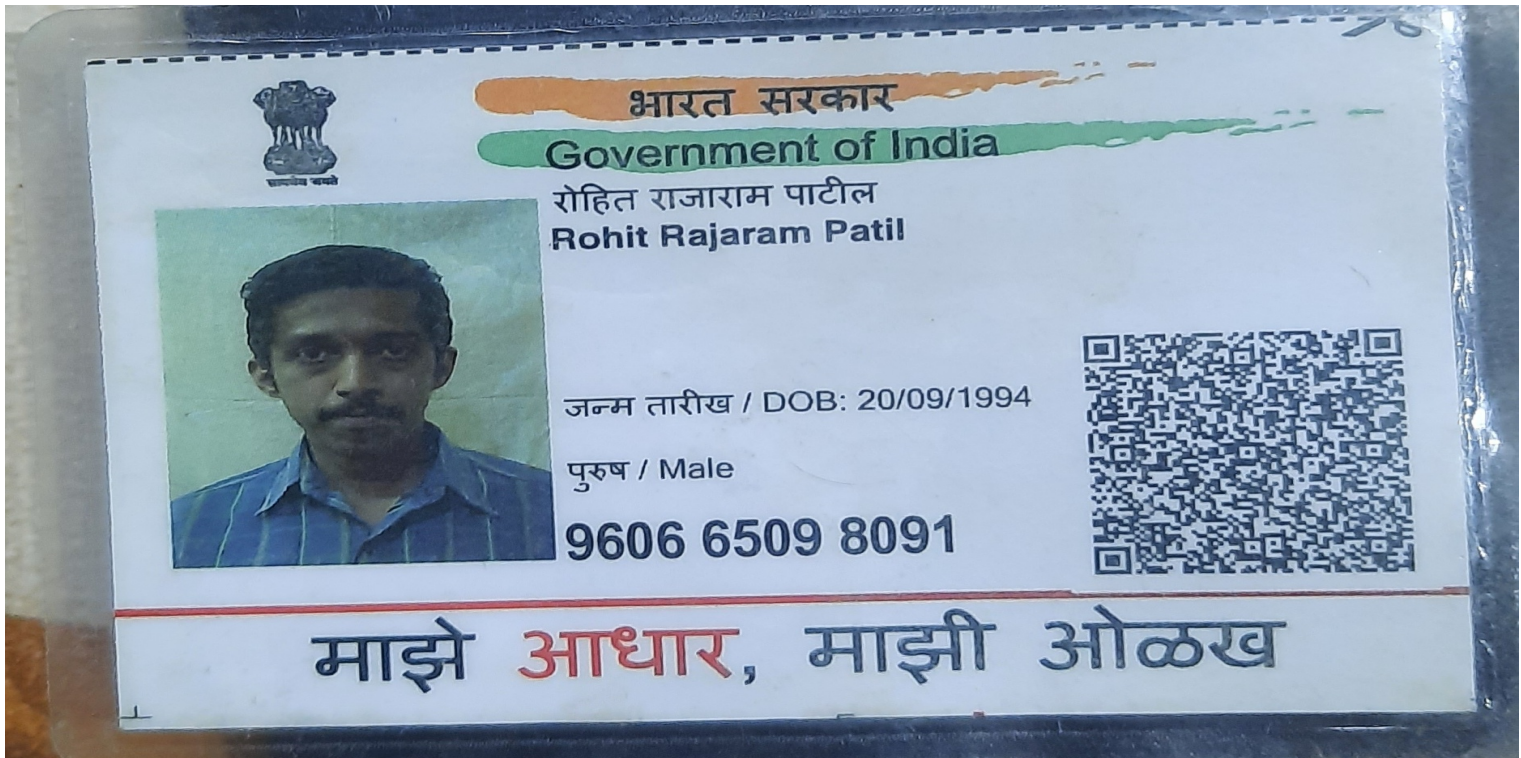 भारत सरकार
Government of India
रोहित राजाराम पाटील
Rohit Rajaram Patil
जन्म तारीख / DOB: 20/09/1994
पुरुष / Male
9606 6509 8091
माझे आधार, माझी ओळख